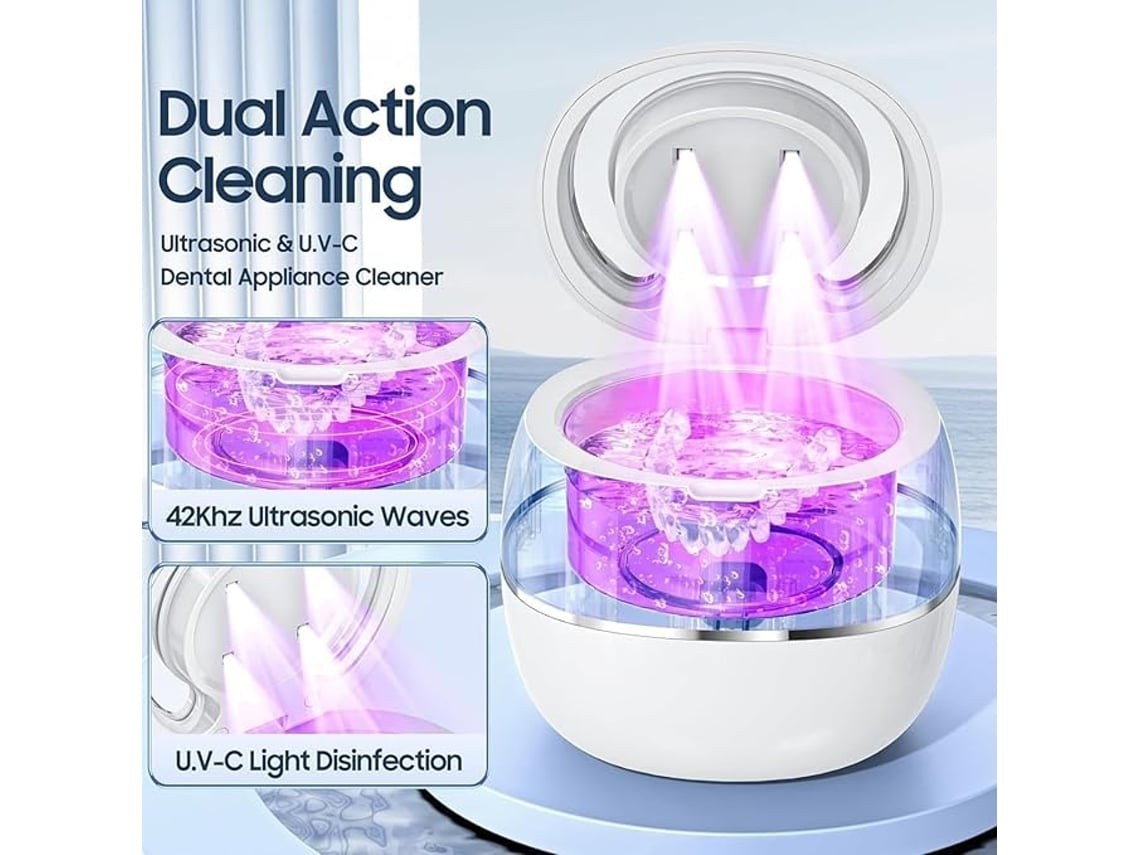 Dual Action
Cleaning
Ultrasonic & U.V-C
Dental Appliance Cleaner
42Khz Ultrasonic Waves
U.V-C Light Disinfection